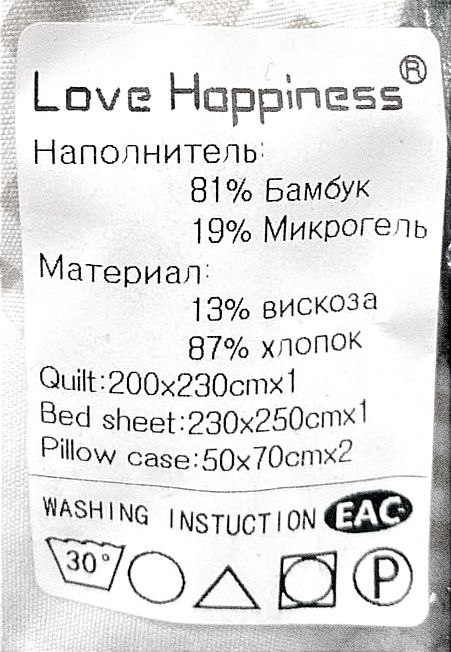 Love Happiness®
Наполнитель:
81% Бамбук
19% Микрогель
Материал:
13% вискоза
87% хлопок
Quilt:200x230cmx1
Bed sheet:230x250cmx1
Pillow case:50x70cmx2
WASHING INSTUCTION EAC
30° P